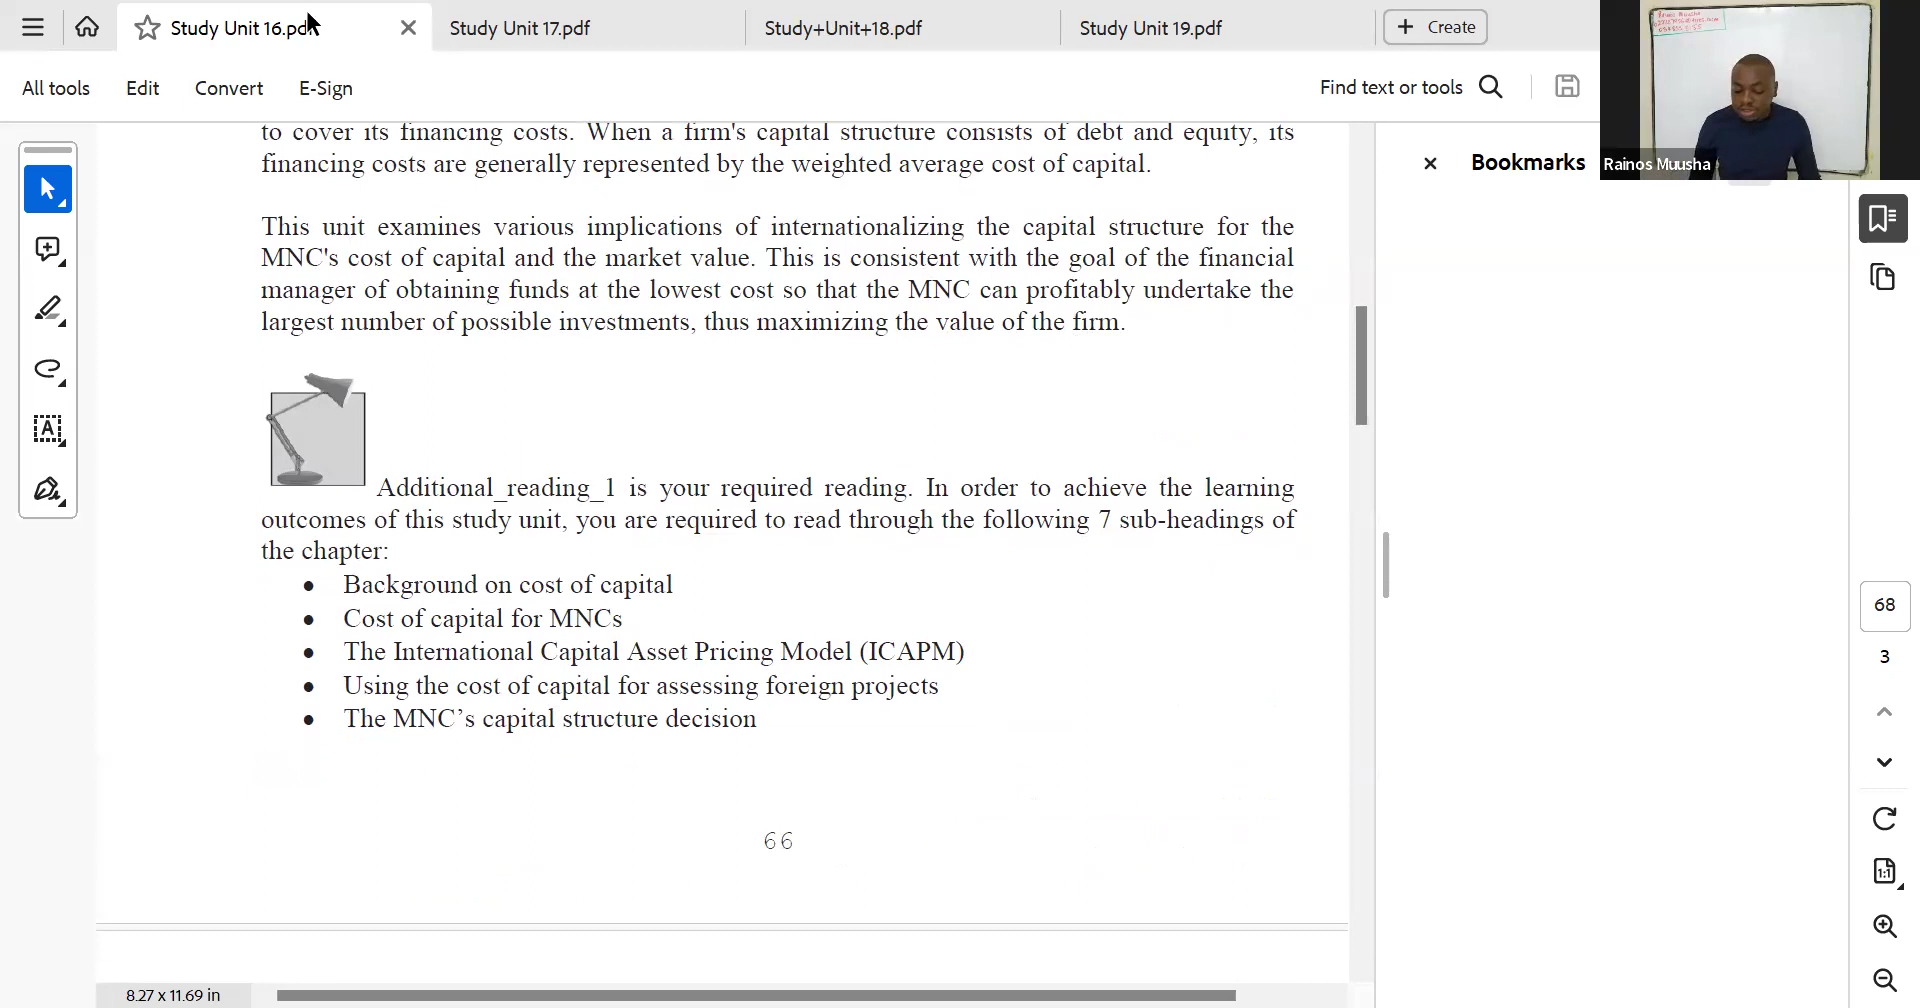 Study Unit 16.pdf
Study Unit 17.pdf
Study+Unit+18.pdf
Study Unit 19.pdf
+ Create
All tools
Edit
Convert
E-Sign
Find text or tools
Rainos Muusha
Bookmarks
to cover its financing costs. When a firm's capital structure consists of debt and equity, its
financing costs are generally represented by the weighted average cost of capital.
This unit examines various implications of internationalizing the capital structure for the
MNC's cost of capital and the market value. This is consistent with the goal of the financial
manager of obtaining funds at the lowest cost so that the MNC can profitably undertake the
largest number of possible investments, thus maximizing the value of the firm.
Additional_reading_1 is your required reading. In order to achieve the learning
outcomes of this study unit, you are required to read through the following 7 sub-headings of
the chapter:
• Background on cost of capital
• Cost of capital for MNCs
• The International Capital Asset Pricing Model (ICAPM)
• Using the cost of capital for assessing foreign projects
• The MNC’s capital structure decision
66
68
3
1:1
8.27 x 11.69 in